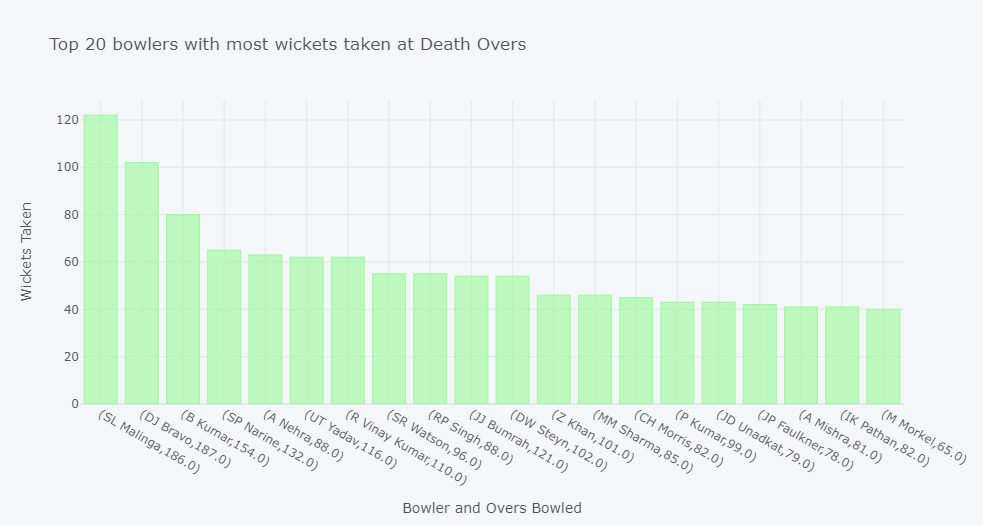 Top 20 bowlers with most wickets taken at Death Overs
Wickets Taken
120
100
80
60
40
20
0
(SL Malinga,186.0)
(DJ Bravo,187.0)
(B Kumar,154.0)
(SP Narine,132.0)
(A Nehra,88.0)
(UT Yadav,116.0)
(R Vinay Kumar,110.0)
(SR Watson,96.0)
(RP Singh,88.0)
(JJ Bumrah,121.0)
(DW Steyn,102.0)
(Z Khan,101.0)
(MM Sharma,85.0)
(CH Morris,82.0)
(P Kumar,99.0)
(JD Unadkat,79.0)
(JP Faulkner,78.0)
(A Mishra,81.0)
(IK Pathan,82.0)
(M Morkel,65.0)
Bowler and Overs Bowled